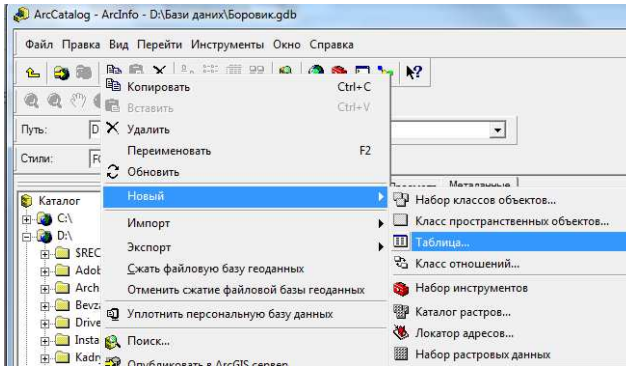 ArcCatalog - ArcInfo - D:\Бази даних\Боровик.gdb
Файл Правка Вид Перейти Инструменты Окно Справка
Копировать Ctrl+C
Вставить Ctrl+V
Путь: D
Удалить
Переименовать F2
Стили:
Обновить
Метаданные
Каталог
Новый
Набор классов объектов...
C:\
Импорт
Класс пространственных объектов...
D:\
Экспорт
Таблица...
$REC
Сжать файловую базу геоданных
Класс отношений...
Adob
Отменить сжатие файловой базы геоданных
Arch
Набор инструментов
Bevz
Уплотнить персональную базу данных
Каталог растров...
Drive
Insta
Поиск...
Локатор адресов...
Kadr
Опубликовать в ArcGIS сервер
Набор растровых данных